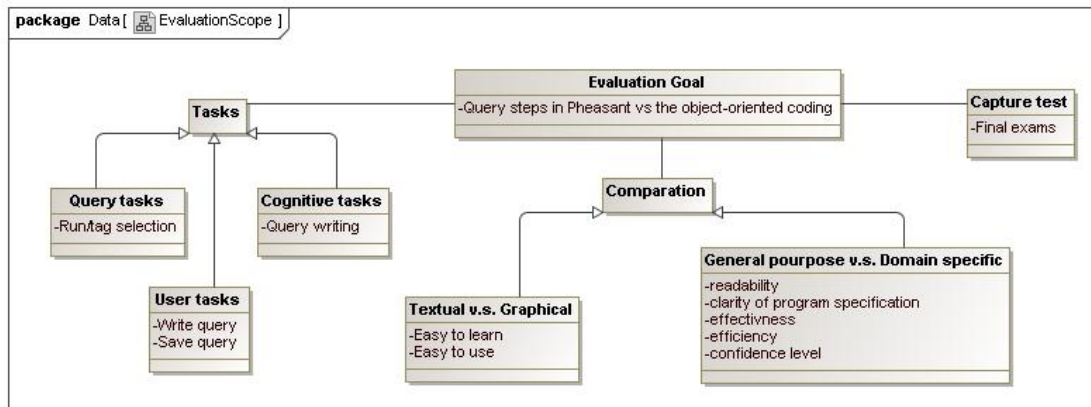 package Data [ EvaluationScope ]
Evaluation Goal
-Query steps in Pheasant vs the object-oriented coding
Tasks
Capture test
-Final exams
Query tasks
-Run/tag selection
Cognitive tasks
-Query writing
Comparation
User tasks
-Write query
-Save query
Textual v.s. Graphical
-Easy to learn
-Easy to use
General pourpose v.s. Domain specific
-readability
-clarity of program specification
-effectivness
-efficiency
-confidence level